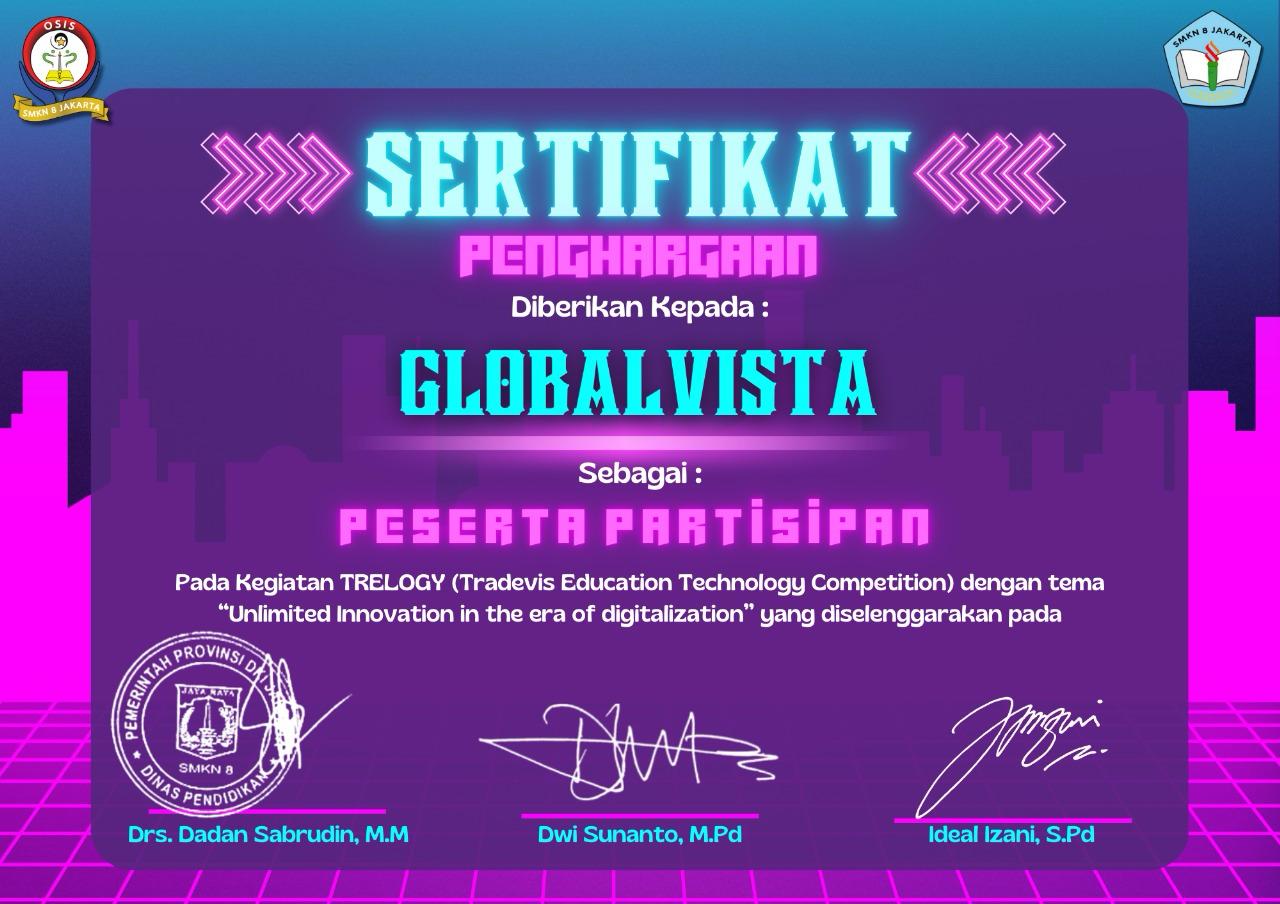 OSIS
SMKN 8 JAKARTA
SMKN 8 JAKARTA
SERTIFIKAT
PENGHARGAAN
Diberikan Kepada :
GLOBALVISTA
Sebagai :
PESERTA PARTISIPAN
Pada Kegiatan TRELOGY (Tradevis Education Technology Competition) dengan tema
“Unlimited Innovation in the era of digitalization” yang diselenggarakan pada
PEMERINTAH PROVINSI DKI
JAYA RAYA
SMKN 8
DINAS PENDIDIKAN
Drs. Dadan Sabrudin, M.M
Dwi Sunanto, M.Pd
Ideal Izani, S.Pd